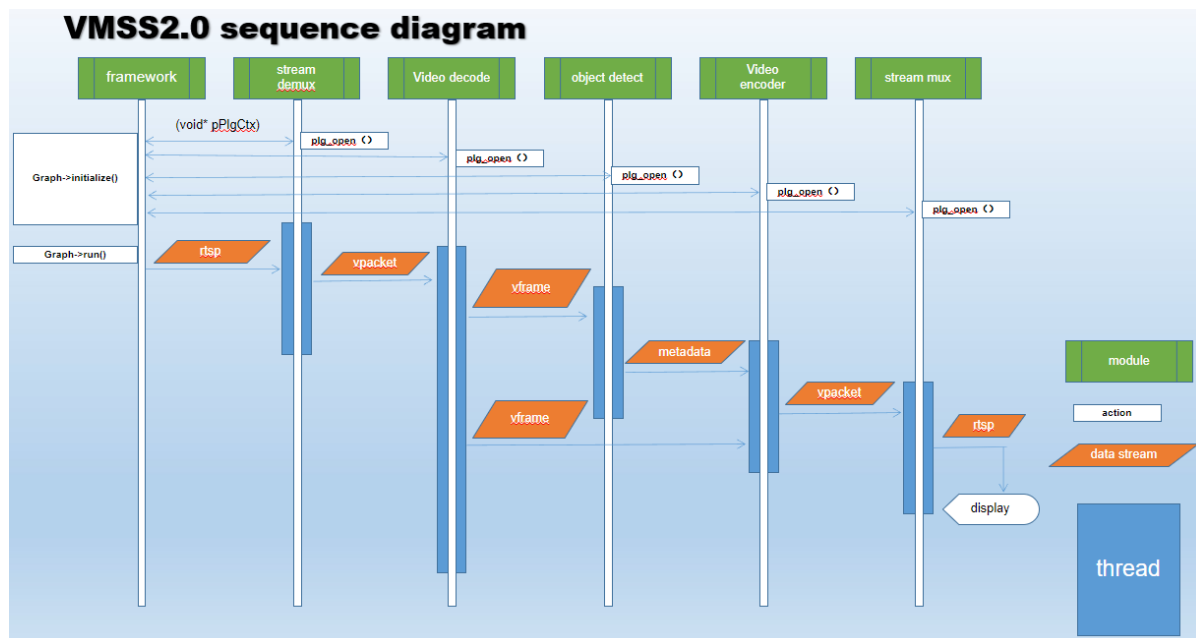 VMSS2.0 sequence diagram
framework
stream
demux
Video decode
object detect
Video
encoder
stream mux
(void* pPlgCtx)
plg_open ()
plg_open ()
plg_open ()
plg_open ()
plg_open ()
Graph->initialize()
Graph->run()
rtsp
vpacket
vframe
metadata
vframe
vpacket
rtsp
display
module
action
data stream
thread